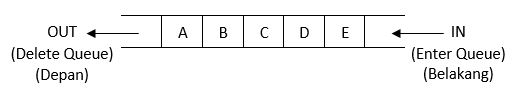 OUT A B C D E IN
(Delete Queue) (Enter Queue)
(Depan) (Belakang)